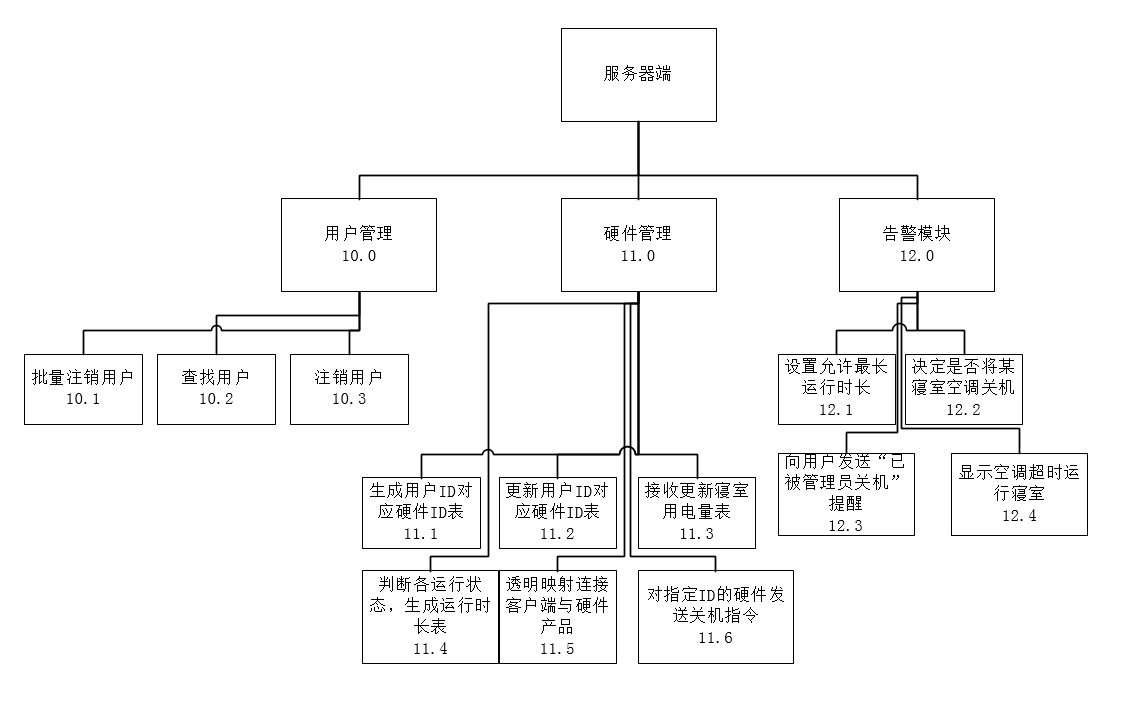 服务器端
用户管理
10.0
硬件管理
11.0
告警模块
12.0
批量注销用户
10.1
查找用户
10.2
注销用户
10.3
设置允许最长
运行时长
12.1
决定是否将某
寝室空调关机
12.2
向用户发送“已
被管理员关机”
提醒
12.3
显示空调超时运
行寝室
12.4
生成用户ID对
应硬件ID表
11.1
更新用户ID对
应硬件ID表
11.2
接收更新寝室
用电量表
11.3
判断各运行状
态，生成运行时
长表
11.4
透明映射连接
客户端与硬件
产品
11.5
对指定ID的硬件发
送关机指令
11.6